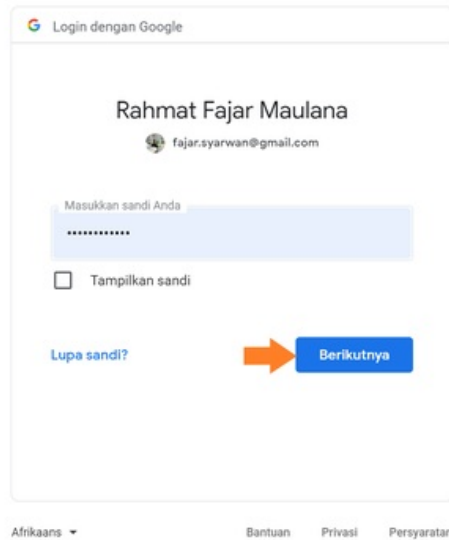 Login dengan Google
Rahmat Fajar Maulana
fajar.syarwan@gmail.com
Masukkan sandi Anda
••••••••••••
Tampilkan sandi
Lupa sandi?
Berikutnya
Afrikaans
Bantuan Privasi Persyaratan